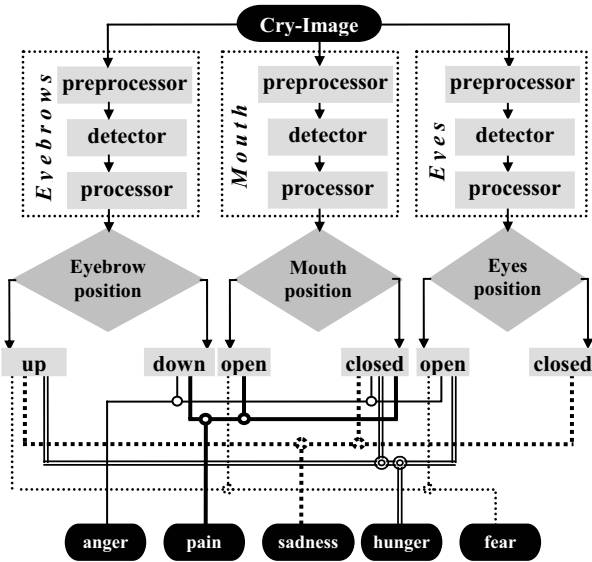 Cry-Image
Eyebrows
preprocessor
detector
processor
Mouth
preprocessor
detector
processor
Eyes
preprocessor
detector
processor
Eyebrow
position
Mouth
position
Eyes
position
up
down
open
closed
open
closed
anger
pain
sadness
hunger
fear